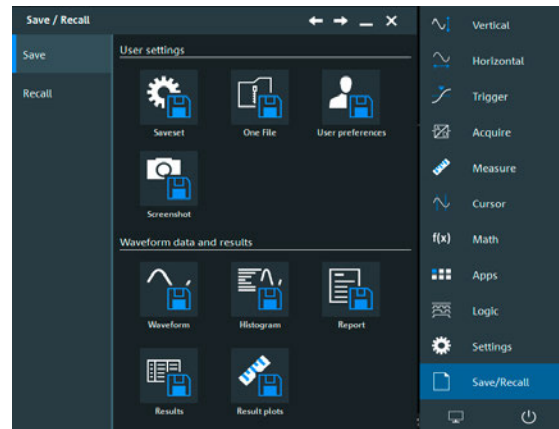 Save / Recall
Save
Recall
User settings
Saveset
One File
User preferences
Screenshot
Waveform data and results
Waveform
Histogram
Report
Results
Result plots
Vertical
Horizontal
Trigger
Acquire
Measure
Cursor
f(x) Math
Apps
Logic
Settings
Save/Recall